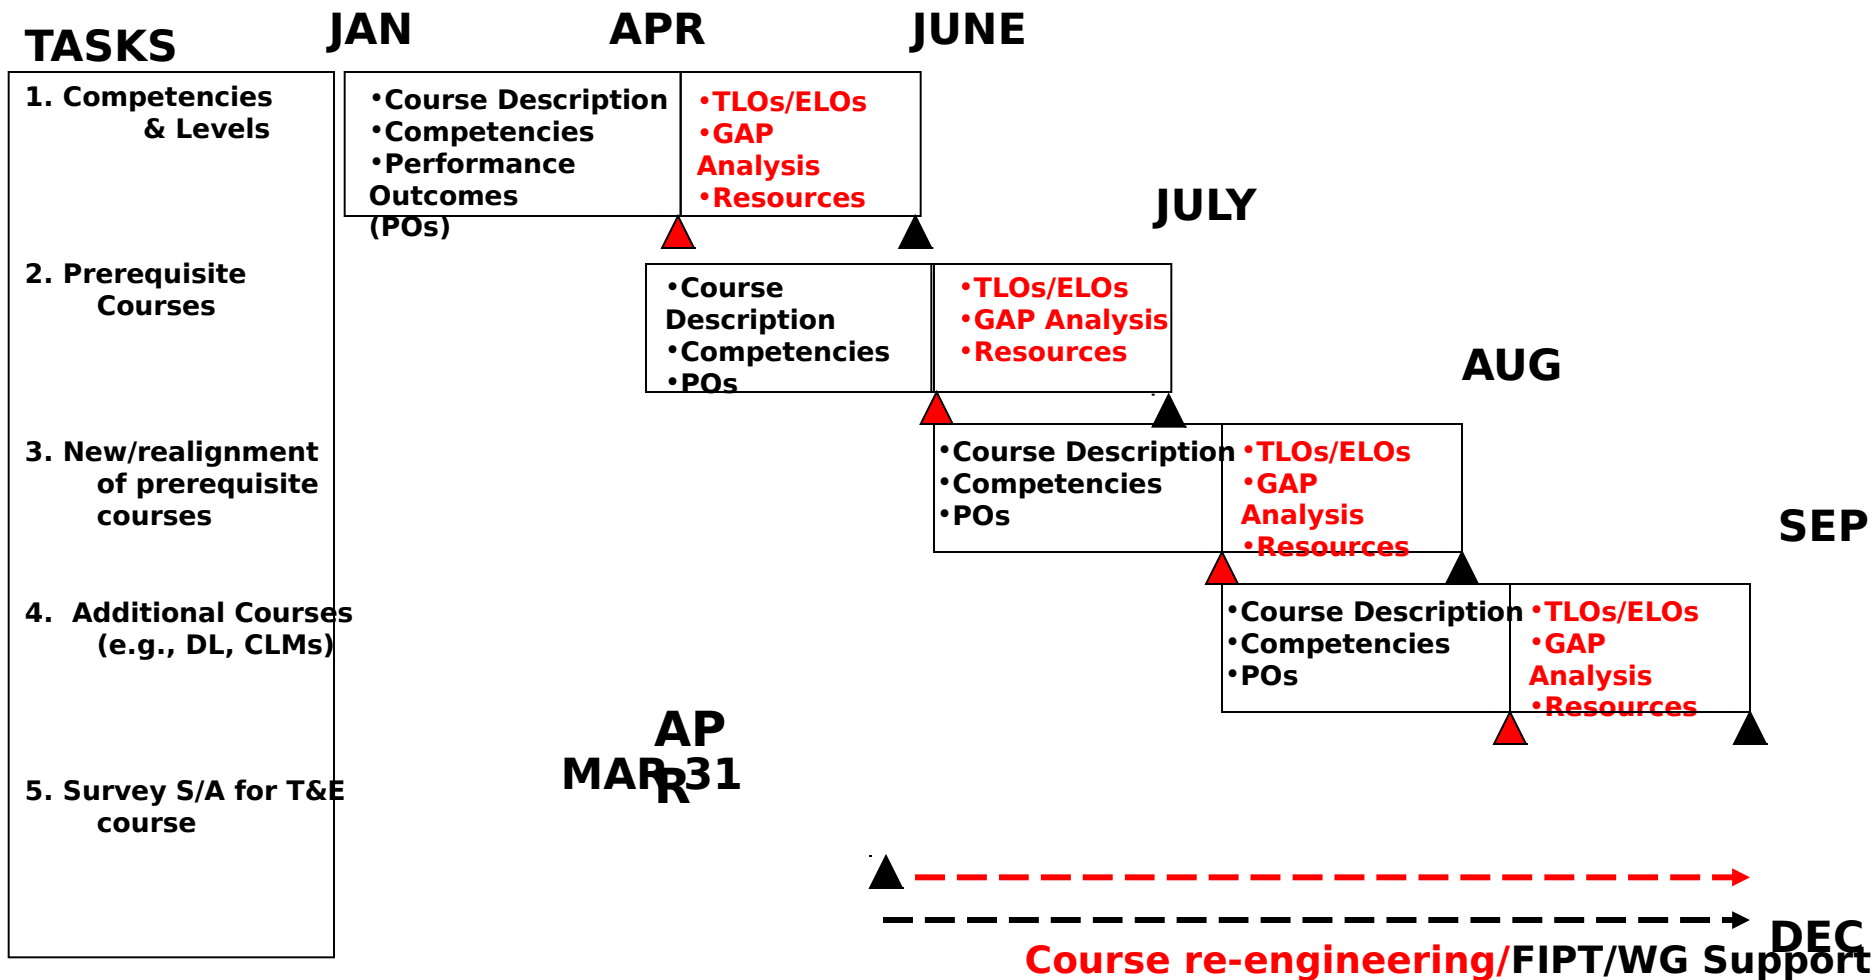 JAN
APR
JUNE
TASKS
1. Competencies
& Levels
•Course Description
•Competencies
•Performance
Outcomes
(POs)
•TLOs/ELOs
•GAP
Analysis
•Resources
JULY
2. Prerequisite
Courses
•Course
Description
•Competencies
•POs
•TLOs/ELOs
•GAP Analysis
•Resources
AUG
3. New/realignment
of prerequisite
courses
•Course Description
•Competencies
•POs
•TLOs/ELOs
•GAP
Analysis
•Resources
SEP
4. Additional Courses
(e.g., DL, CLMs)
•Course Description
•Competencies
•POs
•TLOs/ELOs
•GAP
Analysis
•Resources
AP
R
MAR 31
5. Survey S/A for T&E
course
DEC
Course re-engineering/FIPT/WG Support